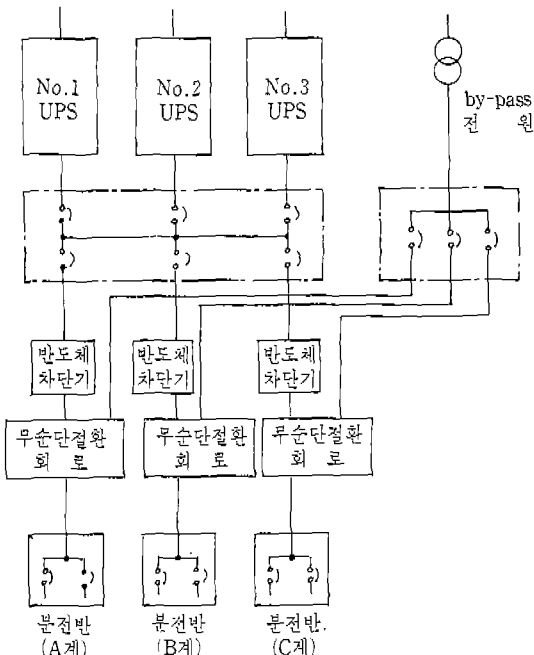 No.1
UPS
No.2
UPS
No.3
UPS
by-pass
전 원
반도체
차단기
반도체
차단기
반도체
차단기
무순단절환
회 로
무순단절환
회 로
무순단절환
회 로
분전반
(A계)
분전반
(B계)
분전반.
(C계)